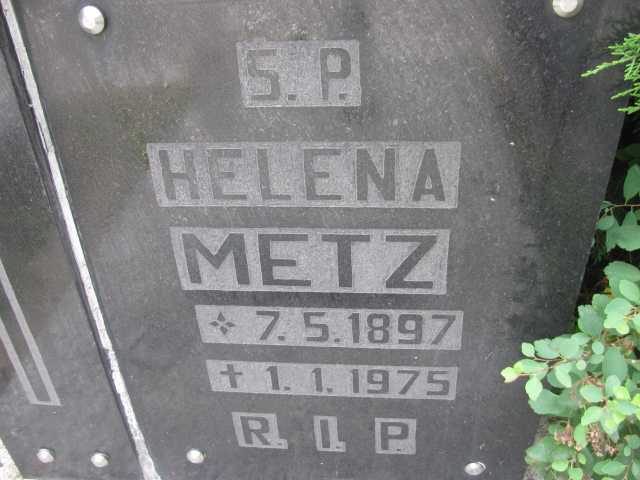 S. P.
HELENA
METZ
7. 5. 1897
✝ 1. 1. 1975
R. I. P.